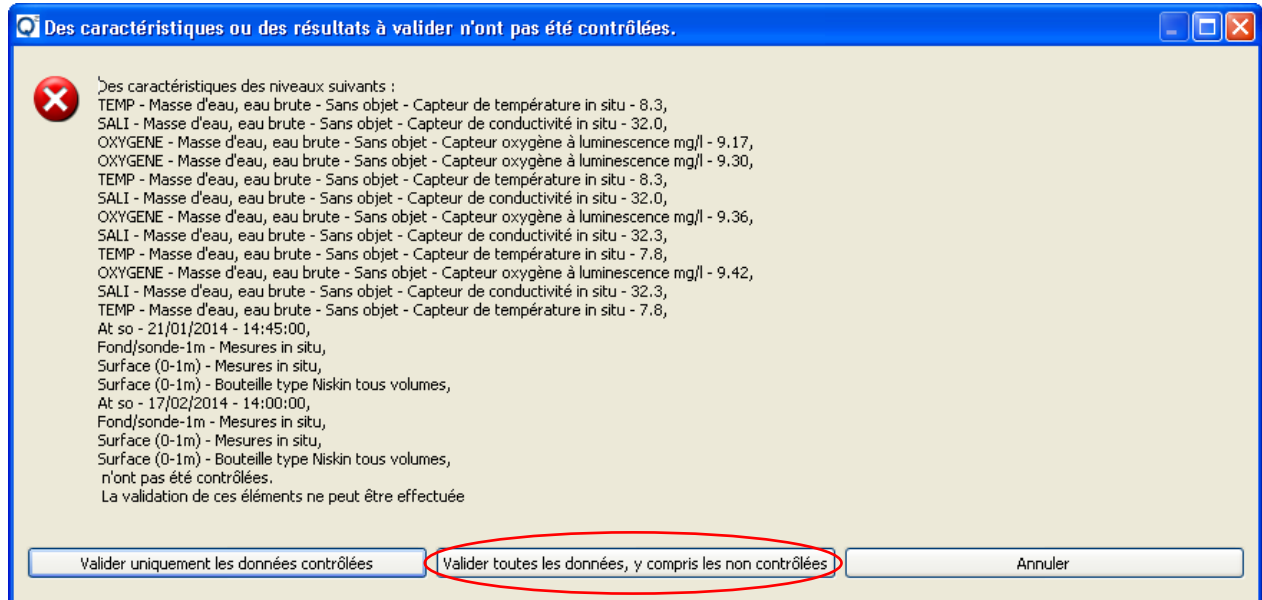 Des caractéristiques ou des résultats à valider n'ont pas été contrôlées.
Des caractéristiques des niveaux suivants :
TEMP - Masse d'eau, eau brute - Sans objet - Capteur de température in situ - 8.3,
SALI - Masse d'eau, eau brute - Sans objet - Capteur de conductivité in situ - 32.0,
OXYGENE - Masse d'eau, eau brute - Sans objet - Capteur oxygène à luminescence mg/l - 9.17,
OXYGENE - Masse d'eau, eau brute - Sans objet - Capteur oxygène à luminescence mg/l - 9.30,
TEMP - Masse d'eau, eau brute - Sans objet - Capteur de température in situ - 8.3,
SALI - Masse d'eau, eau brute - Sans objet - Capteur de conductivité in situ - 32.0,
OXYGENE - Masse d'eau, eau brute - Sans objet - Capteur oxygène à luminescence mg/l - 9.36,
SALI - Masse d'eau, eau brute - Sans objet - Capteur de conductivité in situ - 32.3,
TEMP - Masse d'eau, eau brute - Sans objet - Capteur de température in situ - 7.8,
OXYGENE - Masse d'eau, eau brute - Sans objet - Capteur oxygène à luminescence mg/l - 9.42,
SALI - Masse d'eau, eau brute - Sans objet - Capteur de conductivité in situ - 32.3,
TEMP - Masse d'eau, eau brute - Sans objet - Capteur de température in situ - 7.8,
At so - 21/01/2014 - 14:45:00,
Fond/sonde-1m - Mesures in situ,
Surface (0-1m) - Mesures in situ,
Surface (0-1m) - Bouteille type Niskin tous volumes,
At so - 17/02/2014 - 14:00:00,
Fond/sonde-1m - Mesures in situ,
Surface (0-1m) - Mesures in situ,
Surface (0-1m) - Bouteille type Niskin tous volumes,
n'ont pas été contrôlées.
La validation de ces éléments ne peut être effectuée
Valider uniquement les données contrôlées
Valider toutes les données, y compris les non contrôlées
Annuler